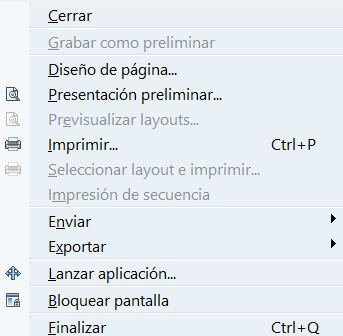 Cerrar
Grabar como preliminar
Diseño de página...
Presentación preliminar...
Previsualizar layouts...
Imprimir... Ctrl+P
Seleccionar layout e imprimir...
Impresión de secuencia
Enviar
Exportar
Lanzar aplicación...
Bloquear pantalla
Finalizar Ctrl+Q